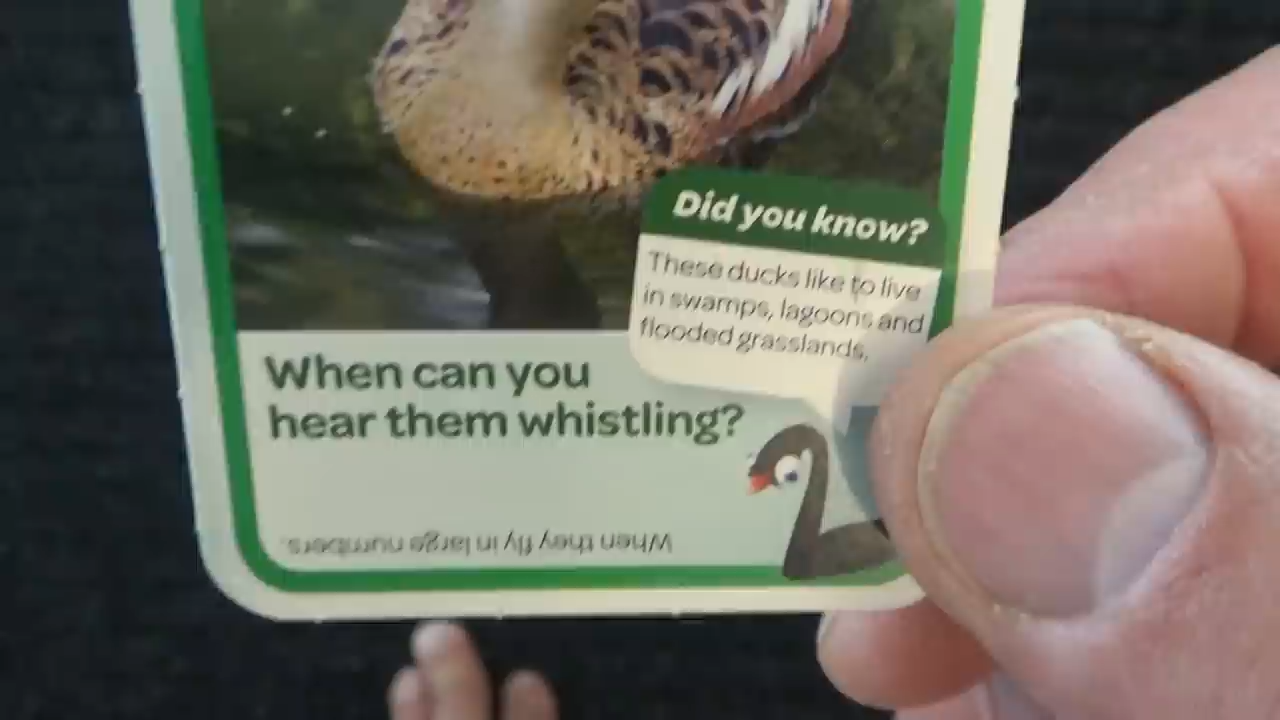 Did you know?
These ducks like to live
in swamps, lagoons and
flooded grasslands.
When can you
hear them whistling?
When they fly in large numbers.